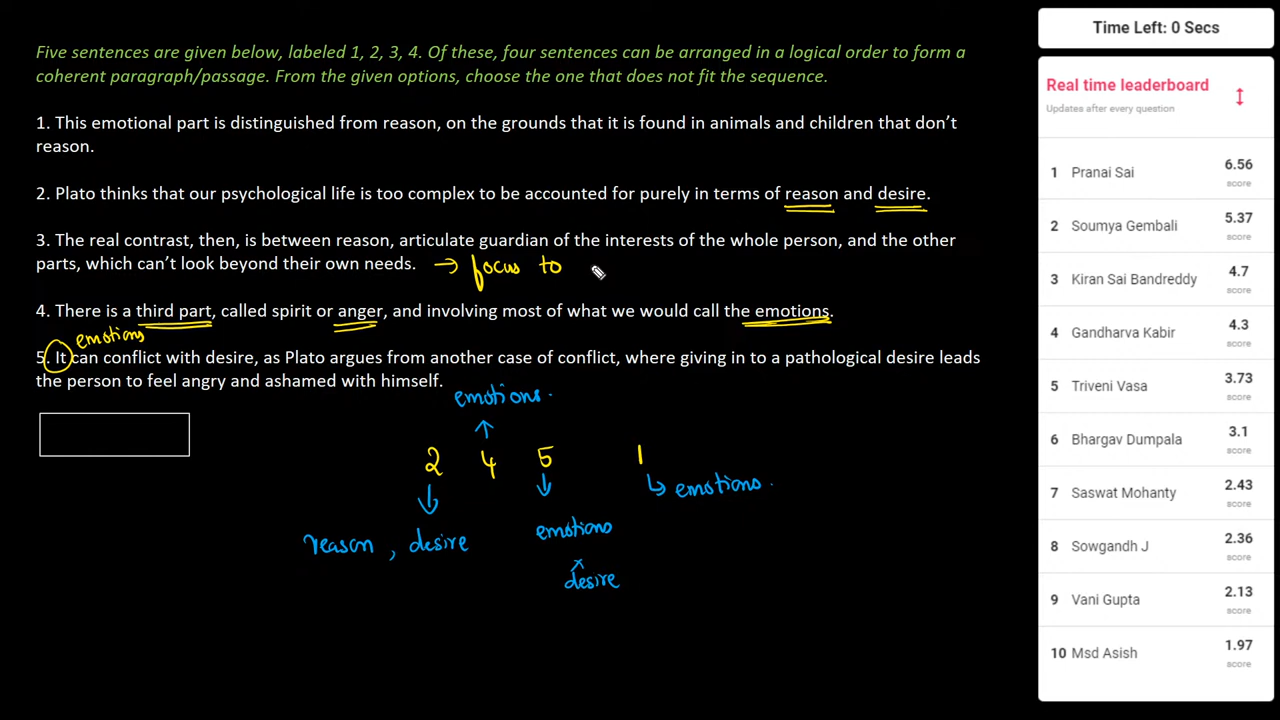 Five sentences are given below, labeled 1, 2, 3, 4. Of these, four sentences can be arranged in a logical order to form a
coherent paragraph/passage. From the given options, choose the one that does not fit the sequence.
1. This emotional part is distinguished from reason, on the grounds that it is found in animals and children that don't
reason.
2. Plato thinks that our psychological life is too complex to be accounted for purely in terms of reason and desire.
3. The real contrast, then, is between reason, articulate guardian of the interests of the whole person, and the other
parts, which can't look beyond their own needs. → focus to
4. There is a third part, called spirit or anger, and involving most of what we would call the emotions.
emotions
5. It can conflict with desire, as Plato argues from another case of conflict, where giving in to a pathological desire leads
the person to feel angry and ashamed with himself.
emotions.
2 4 5 1
emotions.
reason, desire
emotions
x
desire
Time Left: 0 Secs
Real time leaderboard
Updates after every question
1 Pranai Sai 6.56 score
2 Soumya Gembali 5.37 score
3 Kiran Sai Bandreddy 4.7 score
4 Gandharva Kabir 4.3 score
5 Triveni Vasa 3.73 score
6 Bhargav Dumpala 3.1 score
7 Saswat Mohanty 2.43 score
8 Sowgandh J 2.36 score
9 Vani Gupta 2.13 score
10 Msd Asish 1.97 score